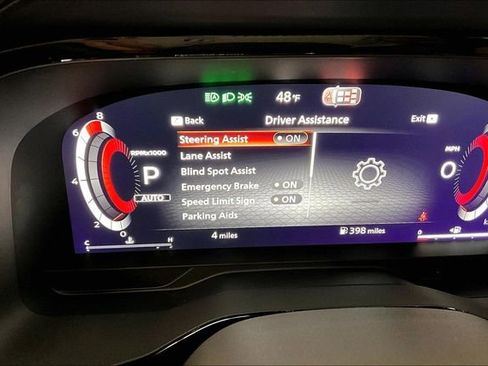 48°F
Back Driver Assistance Exit
8
6
4
2
0
RPMx1000
P
AUTO
Steering Assist ON
Lane Assist
Blind Spot Assist
Emergency Brake ON
Speed Limit Sign ON
Parking Aids
MPH
0
C H
4 miles
398 miles